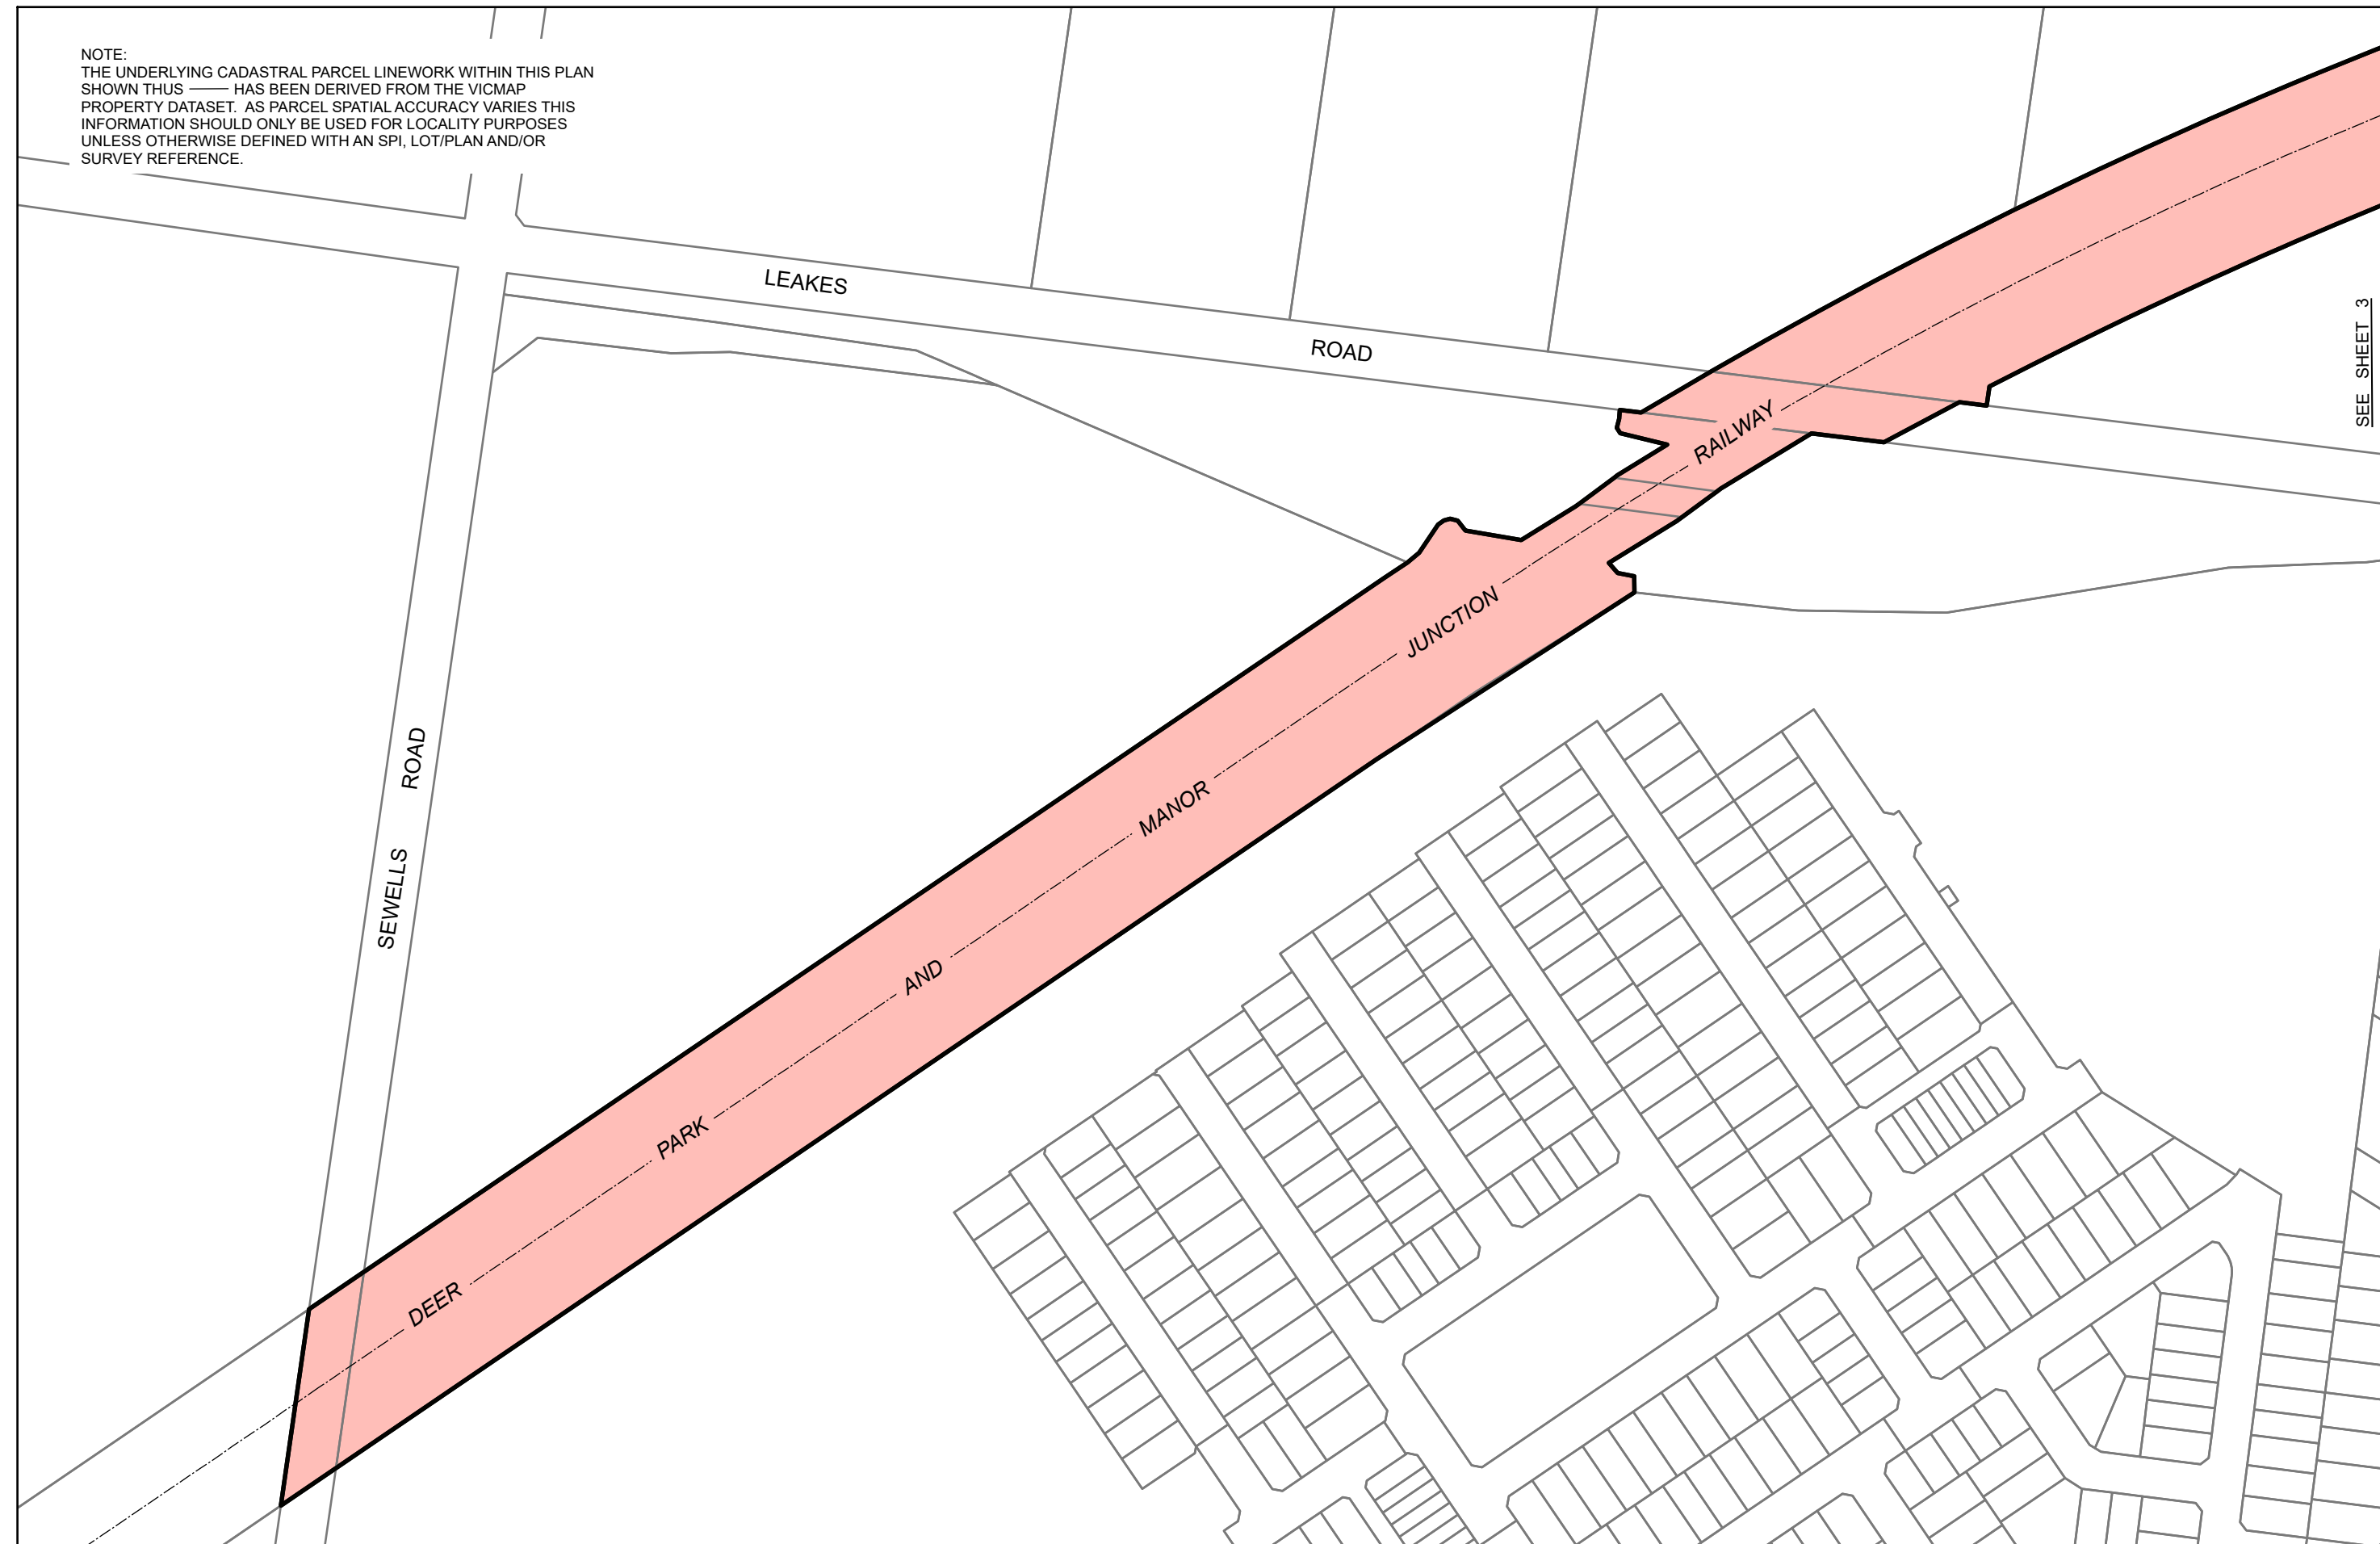 NOTE:
THE UNDERLYING CADASTRAL PARCEL LINEWORK WITHIN THIS PLAN
SHOWN THUS —— HAS BEEN DERIVED FROM THE VICMAP
PROPERTY DATASET. AS PARCEL SPATIAL ACCURACY VARIES THIS
INFORMATION SHOULD ONLY BE USED FOR LOCALITY PURPOSES
UNLESS OTHERWISE DEFINED WITH AN SPI, LOT/PLAN AND/OR
SURVEY REFERENCE.
LEAKES ROAD
SEE SHEET 3
SEWELLS ROAD
DEER PARK AND MANOR JUNCTION RAILWAY